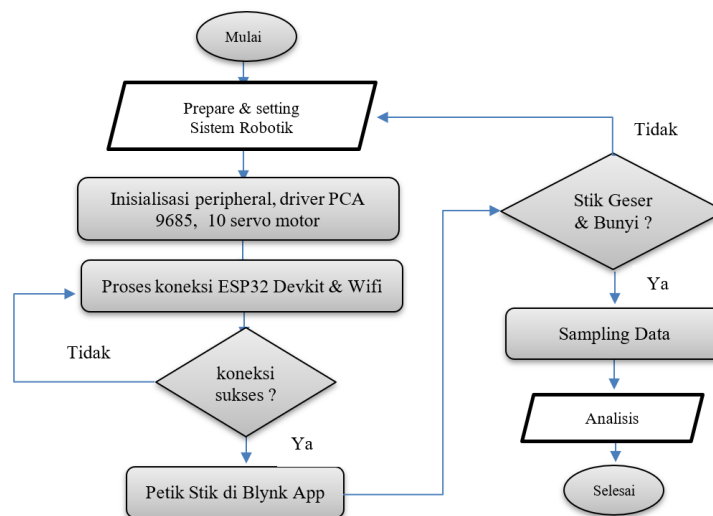 Mulai
Prepare & setting
Sistem Robotik
Inisialisasi peripheral, driver PCA
9685, 10 servo motor
Proses koneksi ESP32 Devkit & Wifi
Tidak
koneksi
sukses ?
Ya
Petik Stik di Blynk App
Tidak
Stik Geser
& Bunyi ?
Ya
Sampling Data
Analisis
Selesai